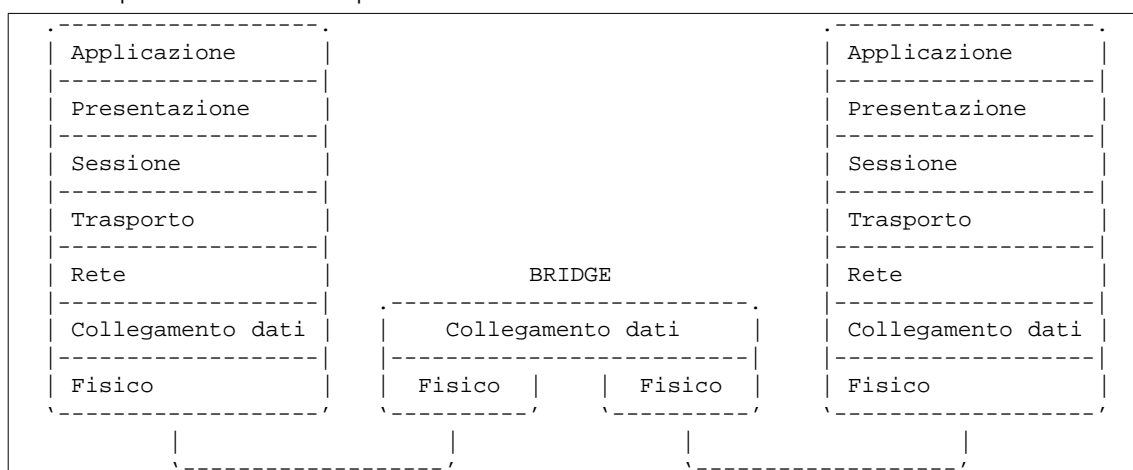 Applicazione Applicazione
Presentazione Presentazione
Sessione Sessione
Trasporto Trasporto
Rete BRIDGE Rete
Collegamento dati Collegamento dati Collegamento dati
Fisico Fisico Fisico Fisico